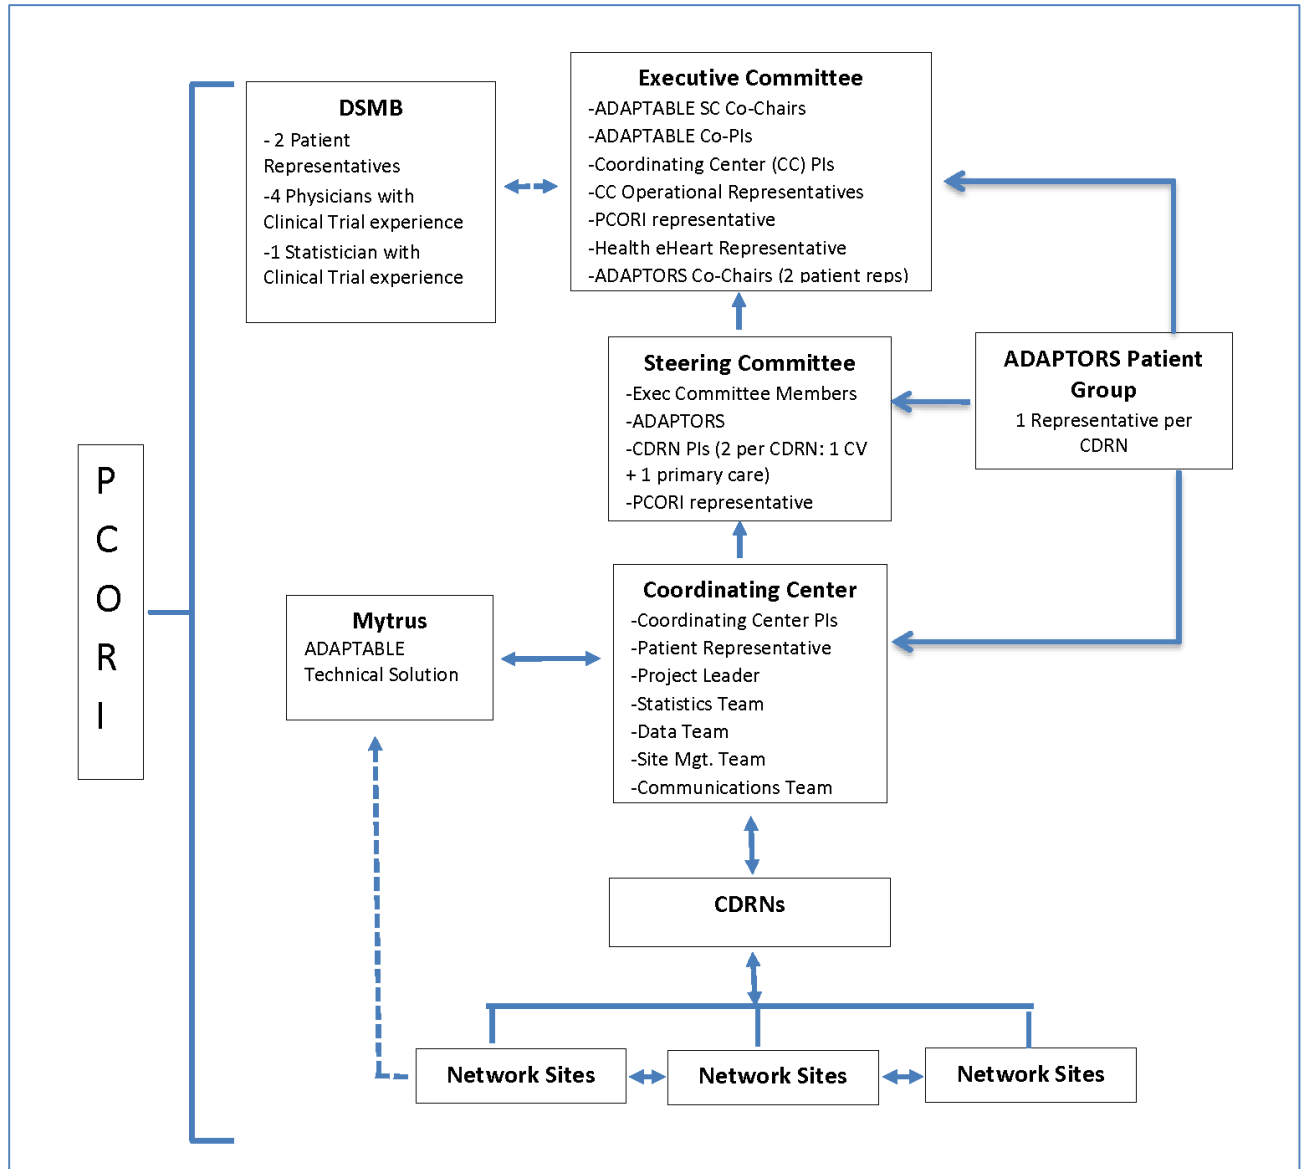 DSMB
- 2 Patient
Representatives
-4 Physicians with
Clinical Trial experience
-1 Statistician with
Clinical Trial experience
Executive Committee
-ADAPTABLE SC Co-Chairs
-ADAPTABLE Co-PIs
-Coordinating Center (CC) PIs
-CC Operational Representatives
-PCORI representative
-Health eHeart Representative
-ADAPTORS Co-Chairs (2 patient reps)
Steering Committee
-Exec Committee Members
-ADAPTORS
-CDRN PIs (2 per CDRN: 1 CV
+ 1 primary care)
-PCORI representative
ADAPTORS Patient
Group
1 Representative per
CDRN
P
C
O
R
I
Mytrus
ADAPTABLE
Technical Solution
Coordinating Center
-Coordinating Center PIs
-Patient Representative
-Project Leader
-Statistics Team
-Data Team
-Site Mgt. Team
-Communications Team
CDRNs
Network Sites
Network Sites
Network Sites